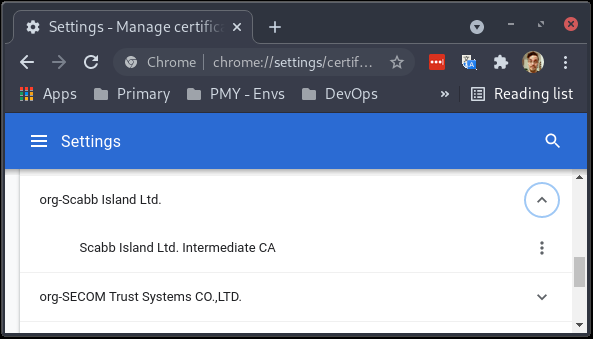 Settings - Manage certifica
Chrome | chrome://settings/certif...
Apps Primary PMY - Envs DevOps » Reading list
Settings
org-Scabb Island Ltd.
Scabb Island Ltd. Intermediate CA
org-SECOM Trust Systems CO.,LTD.